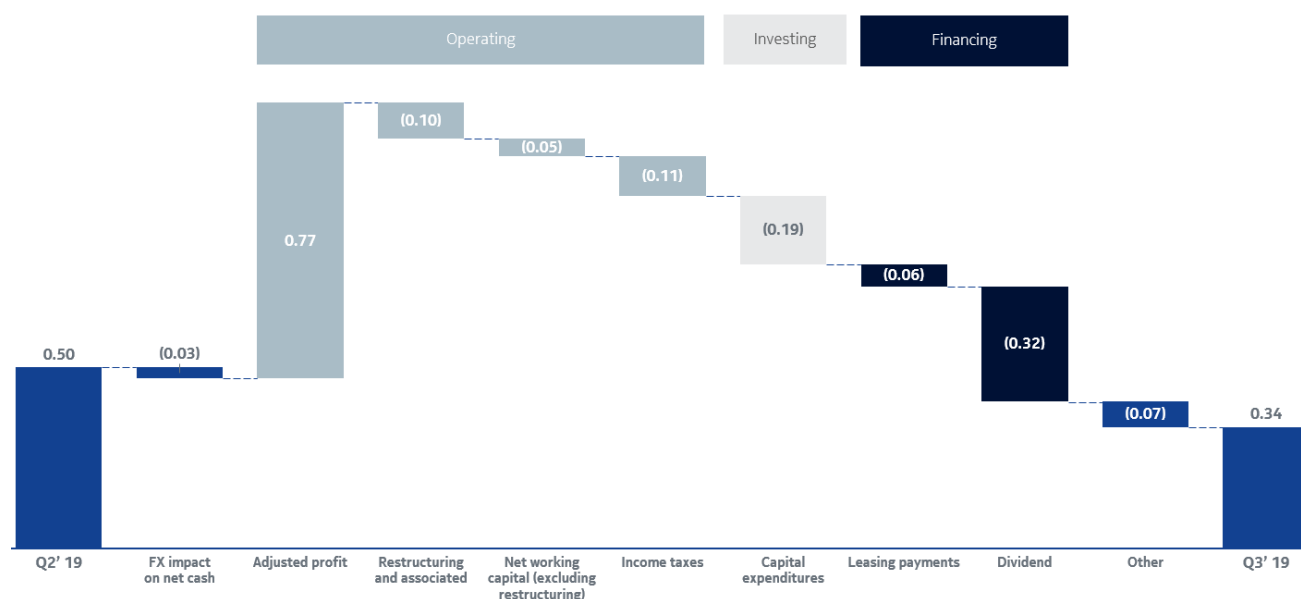 Operating
Investing
Financing
0.50
(0.03)
0.77
(0.10)
(0.05)
(0.11)
(0.19)
(0.06)
(0.32)
(0.07)
0.34
Q2’ 19
FX impact
on net cash
Adjusted profit
Restructuring
and associated
Net working
capital (excluding
restructuring)
Income taxes
Capital
expenditures
Leasing payments
Dividend
Other
Q3’ 19